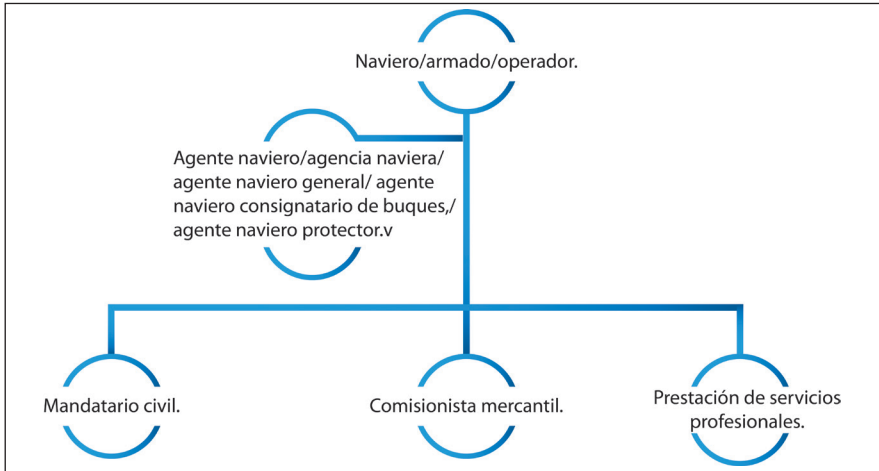 Naviero/armado/operador.
Agente naviero/agencia naviera/
agente naviero general/ agente
naviero consignatario de buques,/
agente naviero protector.v
Mandatario civil.
Comisionista mercantil.
Prestación de servicios
profesionales.